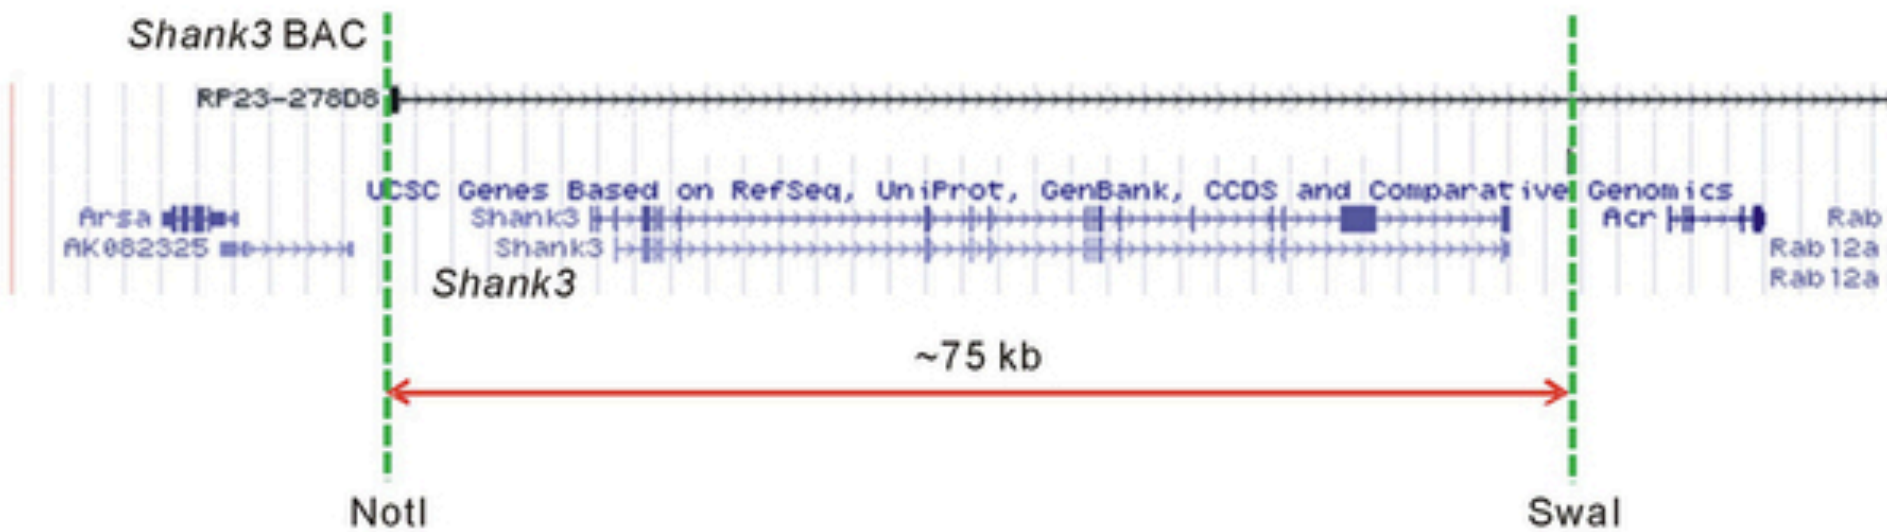 Shank3 BAC
RP23-278D8
UCSC Genes Based on RefSeq, UniProt, GenBank, CCDS and Comparative Genomics
Arsa Shank3 Acr Rab
AK082325 Shank3 Rab12a
Shank3 Rab12a
~75 kb
NotI SwaI